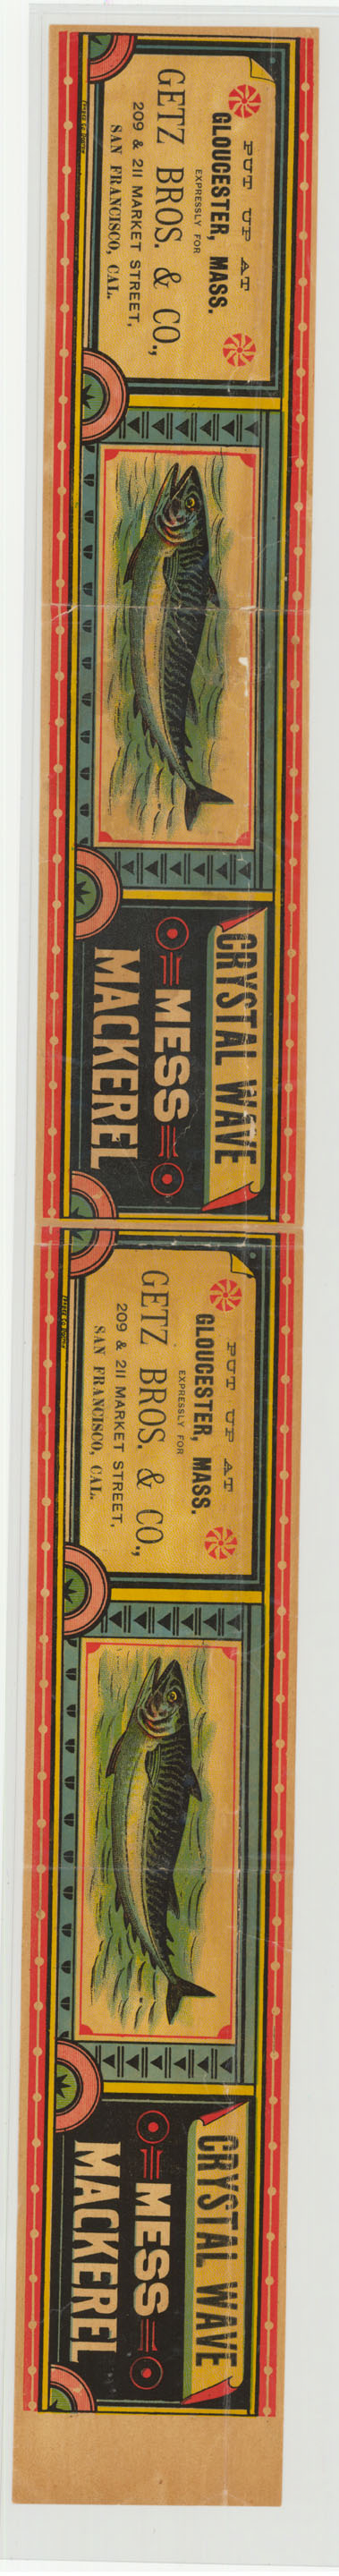 PUT UP AT
GLOUCESTER, MASS.
EXPRESSLY FOR
GETZ BROS. & CO.,
209 & 211 MARKET STREET,
SAN FRANCISCO, CAL.
CRYSTAL WAVE
MESS
MACKEREL
PUT UP AT
GLOUCESTER, MASS.
EXPRESSLY FOR
GETZ BROS. & CO.,
209 & 211 MARKET STREET,
SAN FRANCISCO, CAL.
CRYSTAL WAVE
MESS
MACKEREL